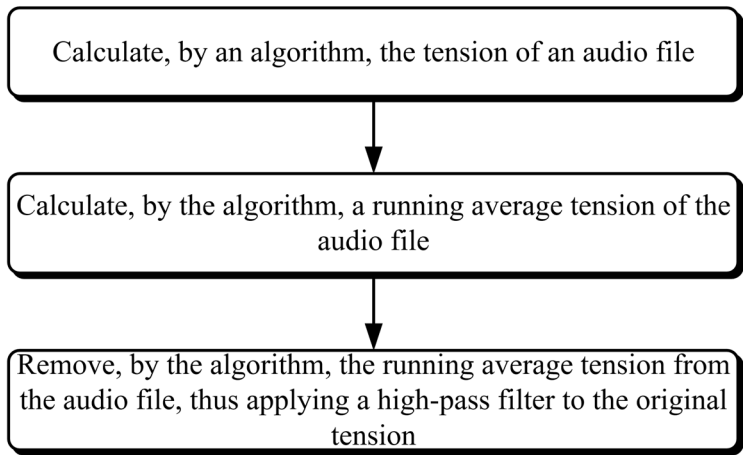 Calculate, by an algorithm, the tension of an audio file
Calculate, by the algorithm, a running average tension of the
audio file
Remove, by the algorithm, the running average tension from
the audio file, thus applying a high-pass filter to the original
tension